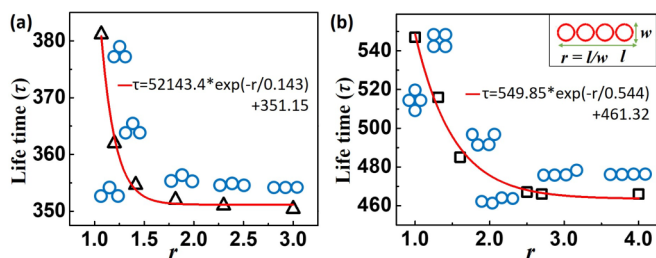 (a)
380
370
360
350
Life time (τ)
τ=52143.4*exp(-r/0.143)
+351.15
1.0 1.5 2.0 2.5 3.0
r
(b)
540
520
500
480
460
Life time (τ)
w
r = l/w l
τ=549.85*exp(-r/0.544)
+461.32
1.0 2.0 3.0 4.0
r